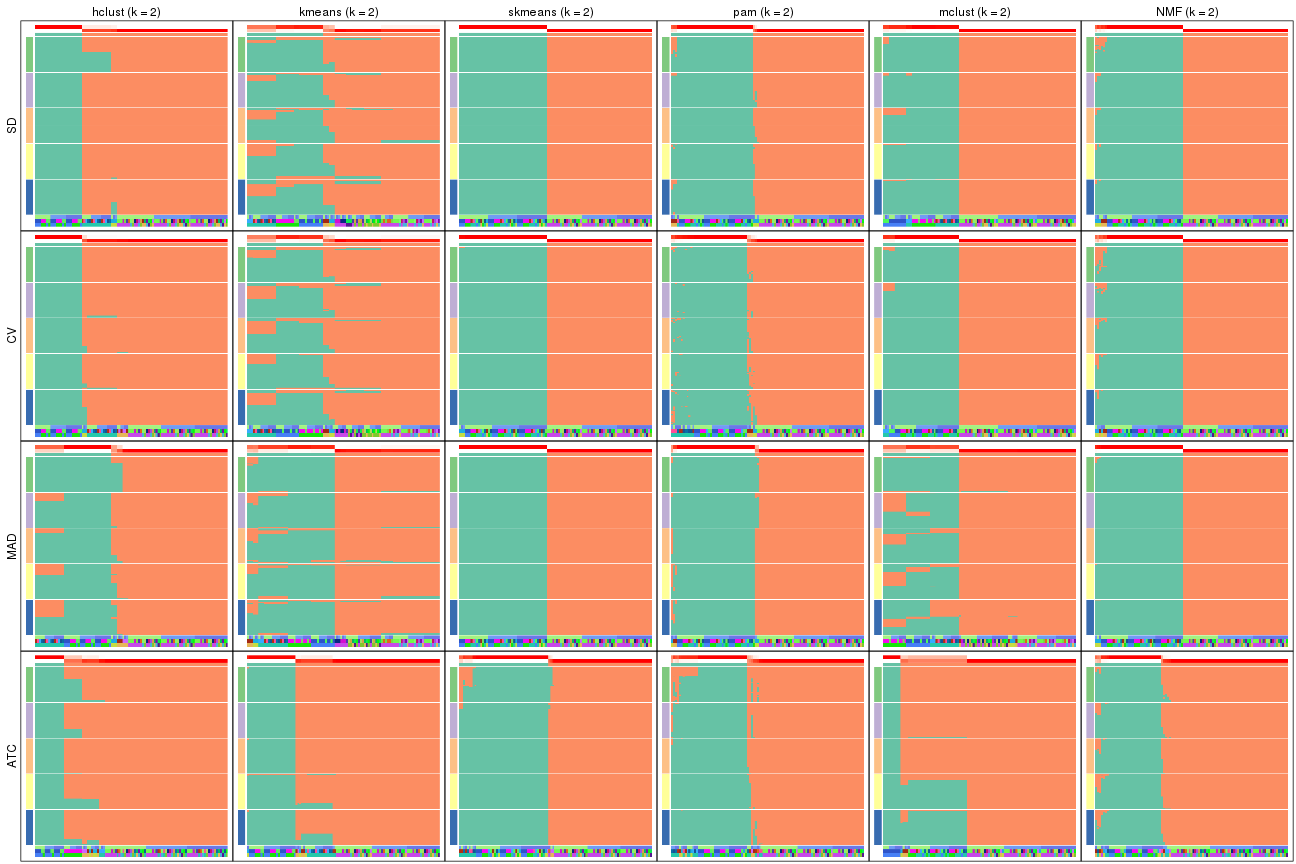 hclust (k = 2)
kmeans (k = 2)
skmeans (k = 2)
pam (k = 2)
mclust (k = 2)
NMF (k = 2)
SD
CV
MAD
ATC